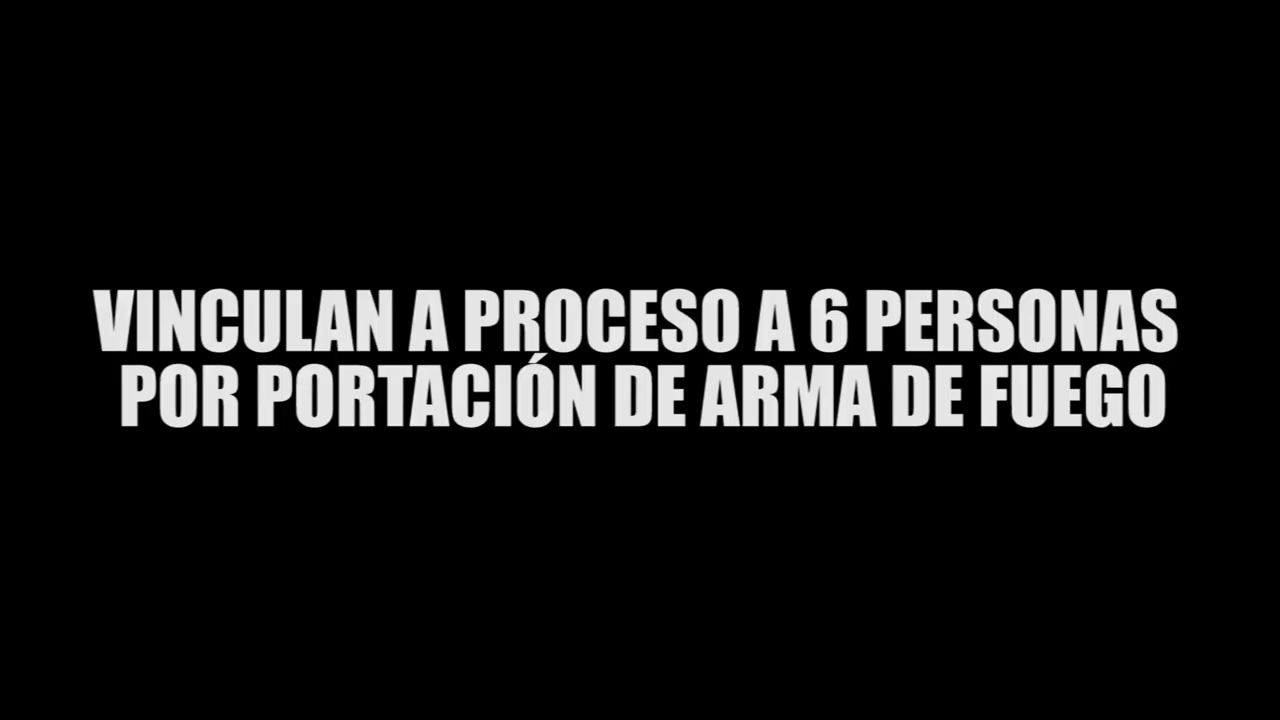 VINCULAN A PROCESO A 6 PERSONAS
POR PORTACIÓN DE ARMA DE FUEGO